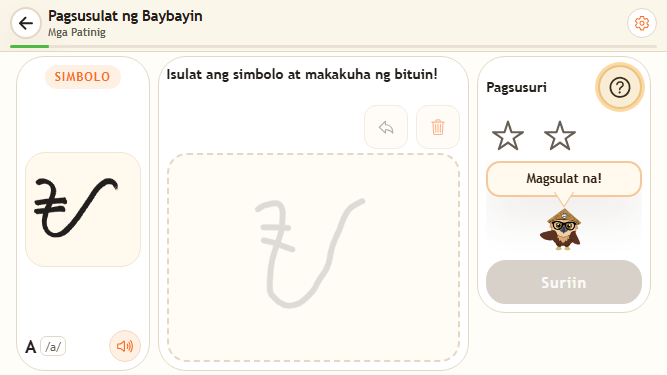 Pagsusulat ng Baybayin
Mga Patinig
SIMBOLO
ᜀ
A /a/
Isulat ang simbolo at makakuha ng bituin!
ᜀ
Pagsusuri
?
Magsulat na!
Suriin